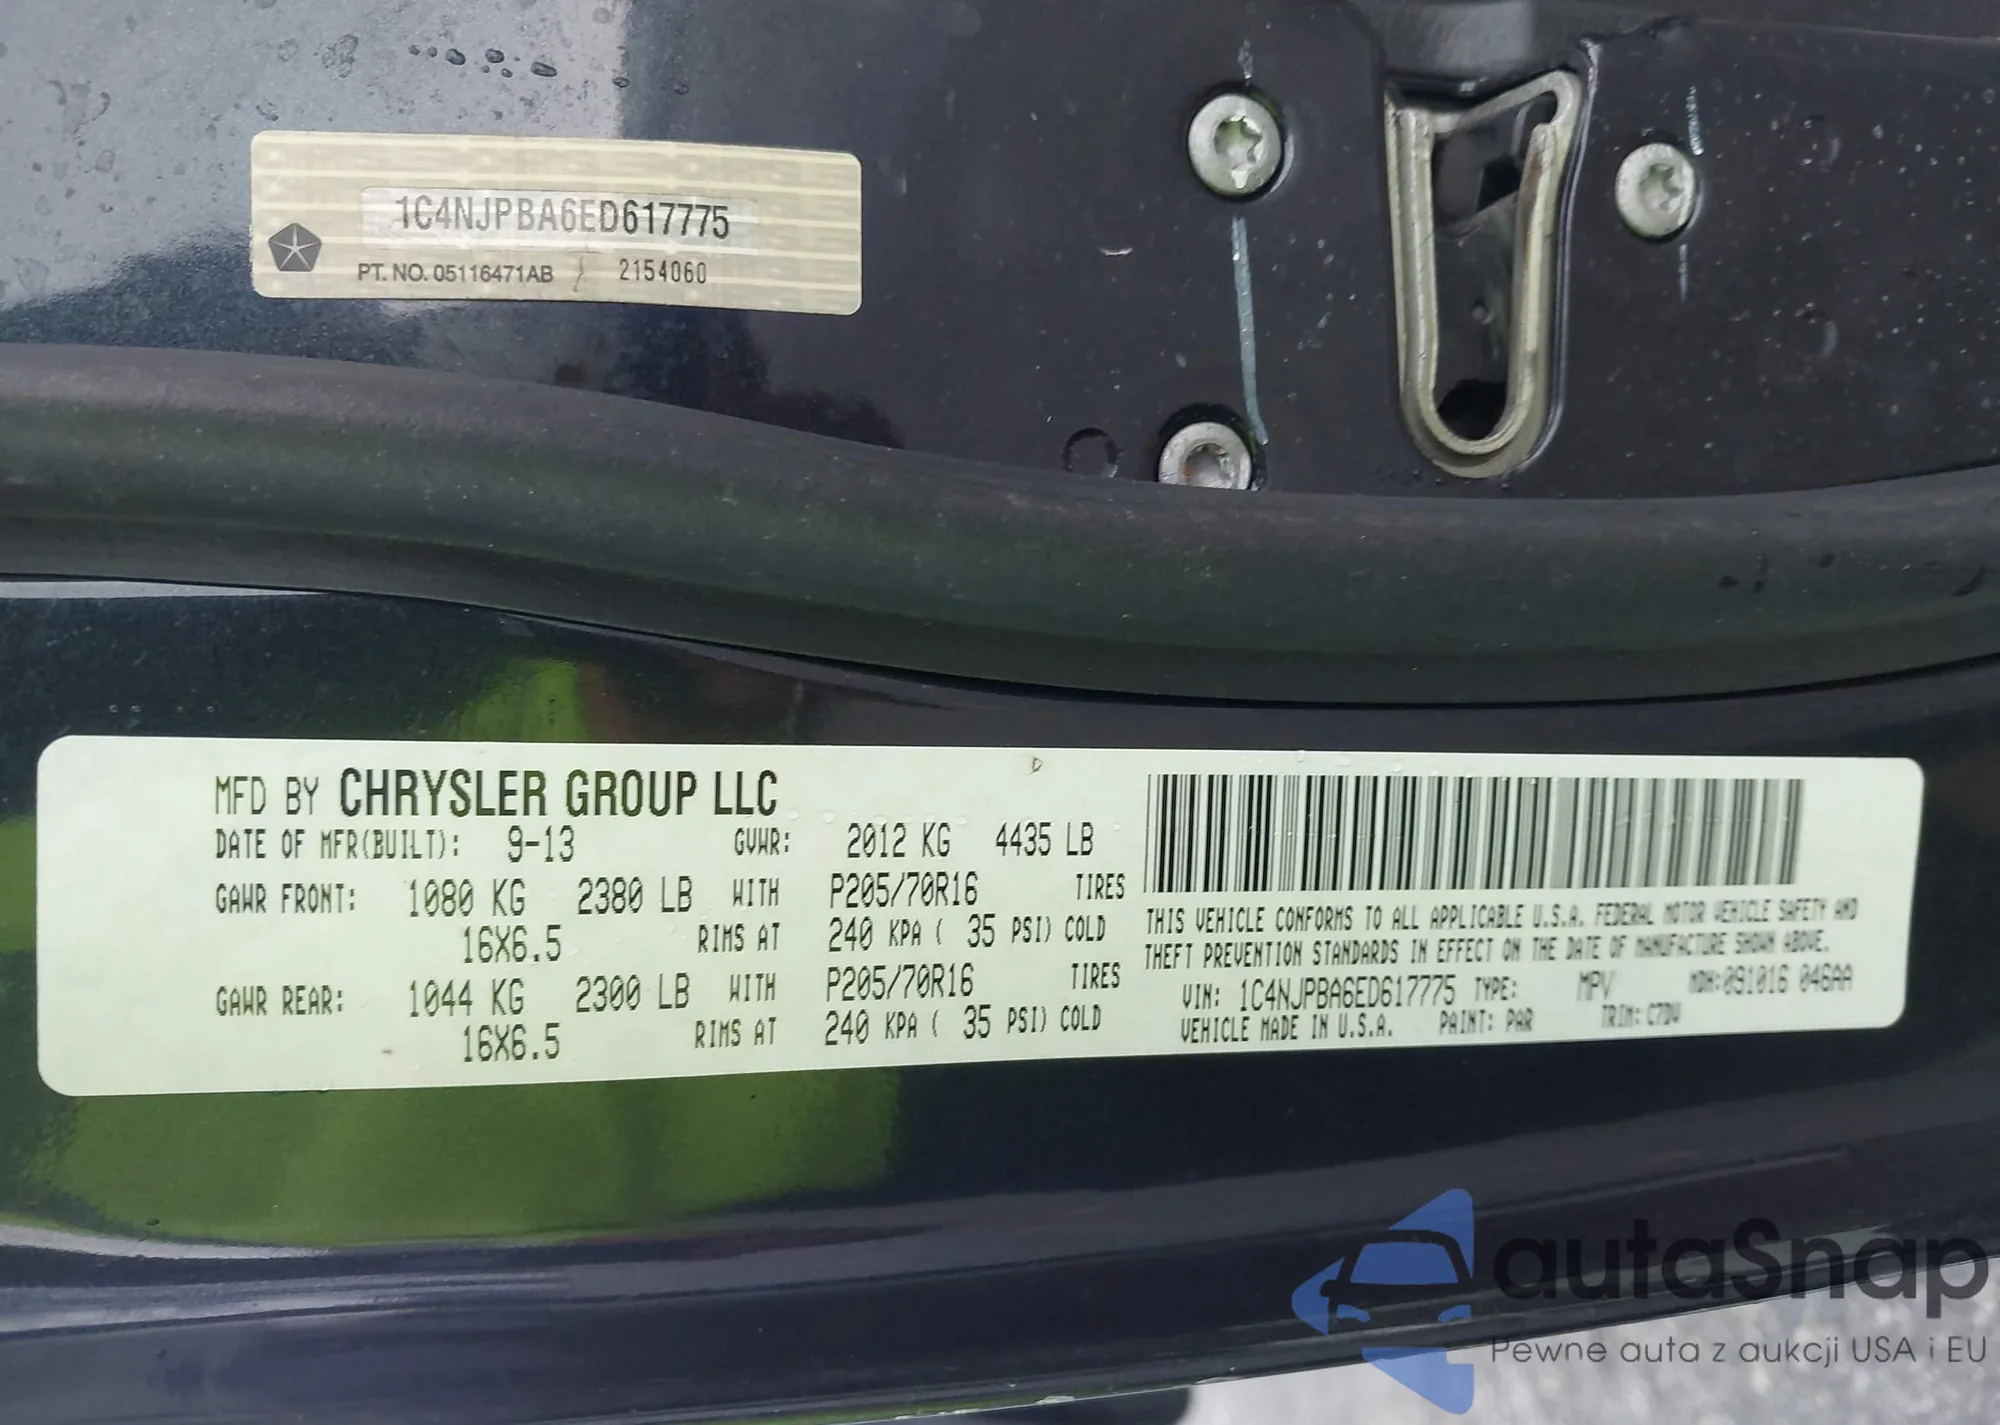 1C4NJPBA6ED617775
PT. NO. 05116471AB 2154060
MFD BY CHRYSLER GROUP LLC
DATE OF MFR(BUILT): 9-13 GVWR: 2012 KG 4435 LB
GAWR FRONT: 1080 KG 2380 LB WITH P205/70R16 TIRES
16X6.5 RIMS AT 240 KPA ( 35 PSI) COLD
GAWR REAR: 1044 KG 2300 LB WITH P205/70R16 TIRES
16X6.5 RIMS AT 240 KPA ( 35 PSI) COLD
THIS VEHICLE CONFORMS TO ALL APPLICABLE U.S.A. FEDERAL MOTOR VEHICLE SAFETY AND
THEFT PREVENTION STANDARDS IN EFFECT ON THE DATE OF MANUFACTURE SHOWN ABOVE.
VIN: 1C4NJPBA6ED617775 TYPE: MPV MDH:091016 046AA
VEHICLE MADE IN U.S.A. PAINT: PAR TRIM: C7DV
autaSnap
Pewne auta z aukcji USA i EU